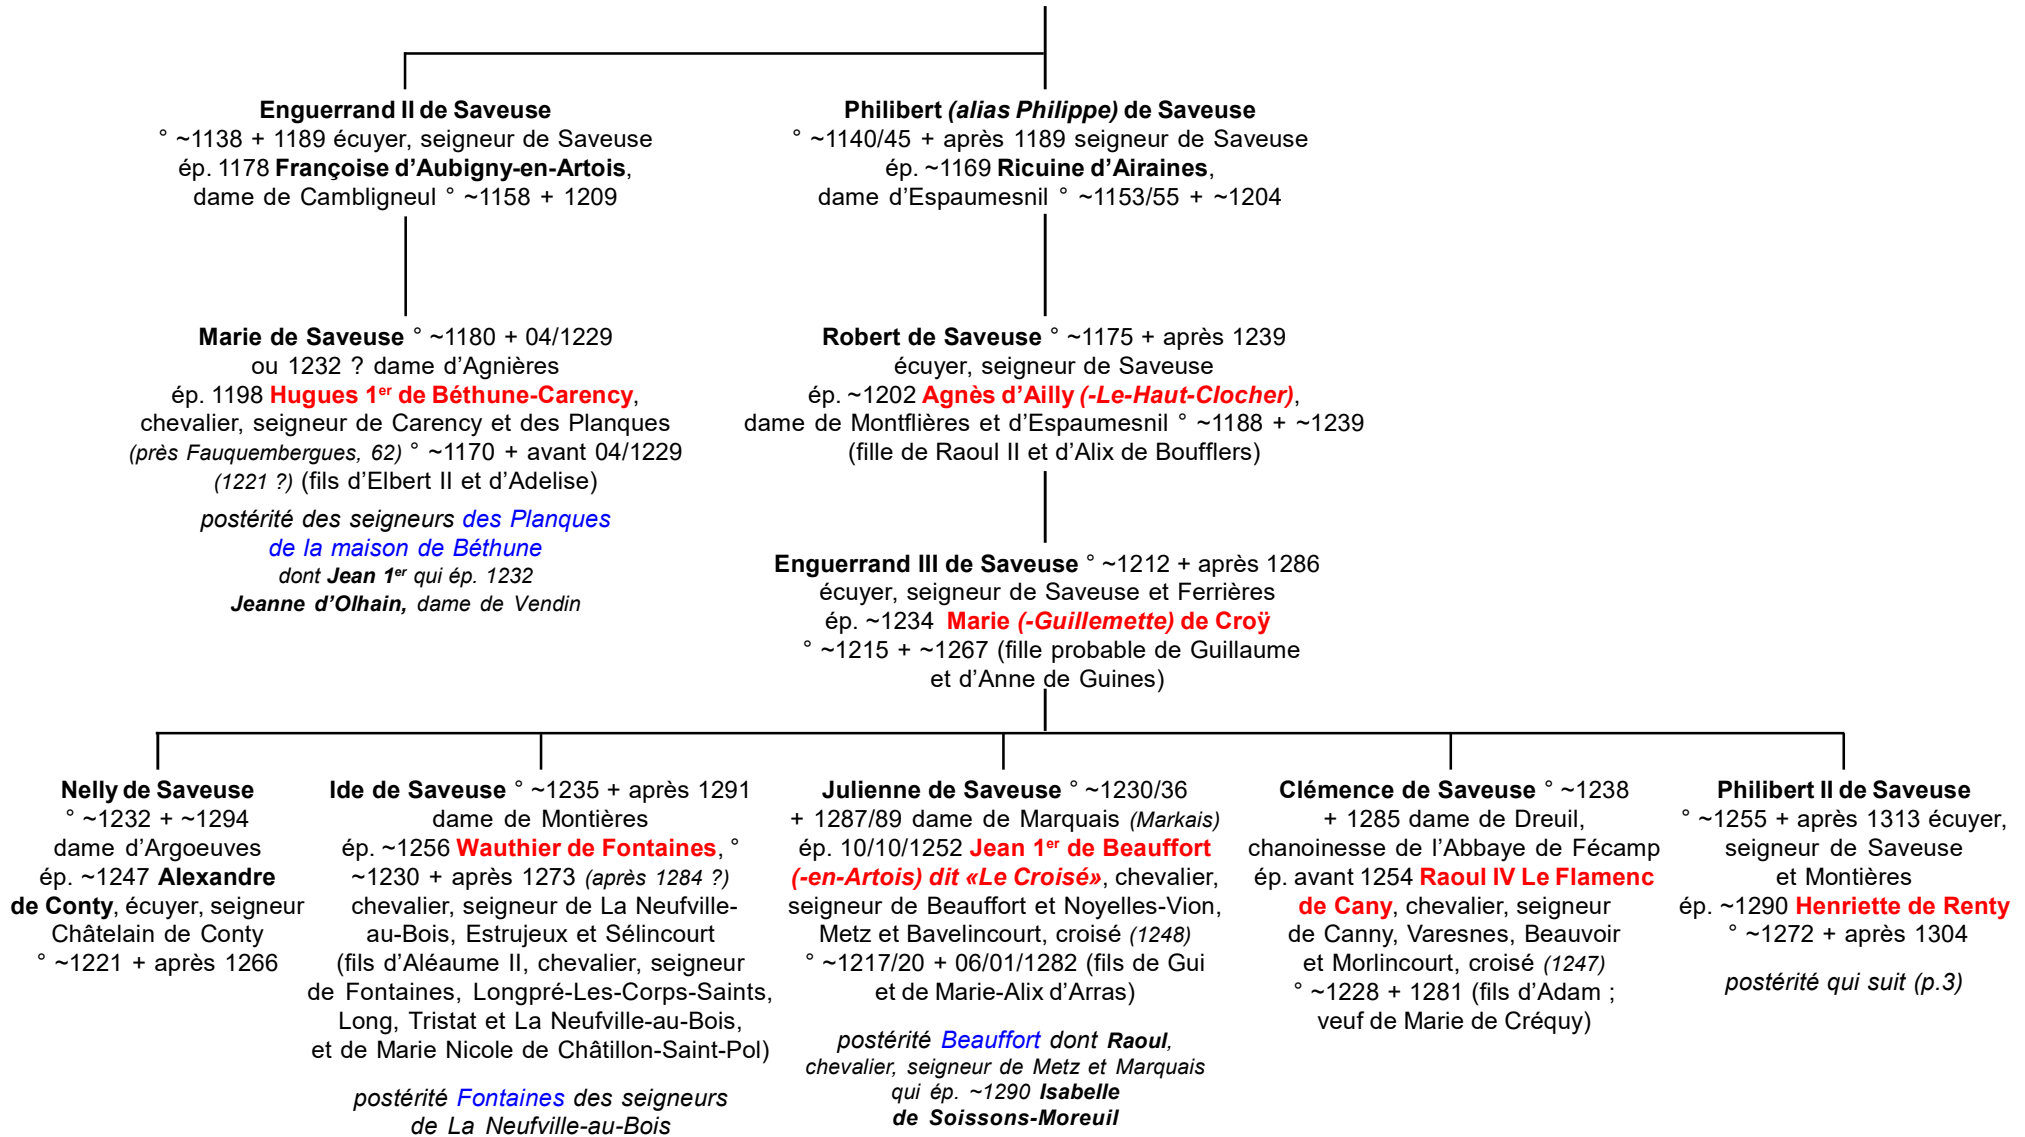 Enguerrand II de Saveuse
° ~1138 + 1189 écuyer, seigneur de Saveuse
ép. 1178 Françoise d’Aubigny-en-Artois,
dame de Cambligneul ° ~1158 + 1209
Philibert (alias Philippe) de Saveuse
° ~1140/45 + après 1189 seigneur de Saveuse
ép. ~1169 Ricuine d’Airaines,
dame d’Espaumesnil ° ~1153/55 + ~1204
Marie de Saveuse ° ~1180 + 04/1229
ou 1232 ? dame d’Agnières
ép. 1198 Hugues 1er de Béthune-Carency,
chevalier, seigneur de Carency et des Planques
(près Fauquembergues, 62) ° ~1170 + avant 04/1229
(1221 ?) (fils d’Elbert II et d’Adelise)
postérité des seigneurs des Planques
de la maison de Béthune
dont Jean 1er qui ép. 1232
Jeanne d’Olhain, dame de Vendin
Robert de Saveuse ° ~1175 + après 1239
écuyer, seigneur de Saveuse
ép. ~1202 Agnès d’Ailly (-Le-Haut-Clocher),
dame de Montflières et d’Espaumesnil ° ~1188 + ~1239
(fille de Raoul II et d’Alix de Boufflers)
Enguerrand III de Saveuse ° ~1212 + après 1286
écuyer, seigneur de Saveuse et Ferrières
ép. ~1234 Marie (-Guillemette) de Croÿ
° ~1215 + ~1267 (fille probable de Guillaume
et d’Anne de Guines)
Nelly de Saveuse
° ~1232 + ~1294
dame d’Argoeuves
ép. ~1247 Alexandre
de Conty, écuyer, seigneur
Châtelain de Conty
° ~1221 + après 1266
Ide de Saveuse ° ~1235 + après 1291
dame de Montières
ép. ~1256 Wauthier de Fontaines, °
~1230 + après 1273 (après 1284 ?)
chevalier, seigneur de La Neufville-
au-Bois, Estrujeux et Sélincourt
(fils d’Aléaume II, chevalier, seigneur
de Fontaines, Longpré-Les-Corps-Saints,
Long, Tristat et La Neufville-au-Bois,
et de Marie Nicole de Châtillon-Saint-Pol)
postérité Fontaines des seigneurs
de La Neufville-au-Bois
Julienne de Saveuse ° ~1230/36
+ 1287/89 dame de Marquais (Markais)
ép. 10/10/1252 Jean 1er de Beauffort
(-en-Artois) dit «Le Croisé», chevalier,
seigneur de Beauffort et Noyelles-Vion,
Metz et Bavelincourt, croisé (1248)
° ~1217/20 + 06/01/1282 (fils de Gui
et de Marie-Alix d’Arras)
postérité Beauffort dont Raoul,
chevalier, seigneur de Metz et Marquais
qui ép. ~1290 Isabelle
de Soissons-Moreuil
Clémence de Saveuse ° ~1238
+ 1285 dame de Dreuil,
chanoinesse de l’Abbaye de Fécamp
ép. avant 1254 Raoul IV Le Flamenc
de Cany, chevalier, seigneur
de Canny, Varesnes, Beauvoir
et Morlincourt, croisé (1247)
° ~1228 + 1281 (fils d’Adam ;
veuf de Marie de Créquy)
Philibert II de Saveuse
° ~1255 + après 1313 écuyer,
seigneur de Saveuse
et Montières
ép. ~1290 Henriette de Renty
° ~1272 + après 1304
postérité qui suit (p.3)